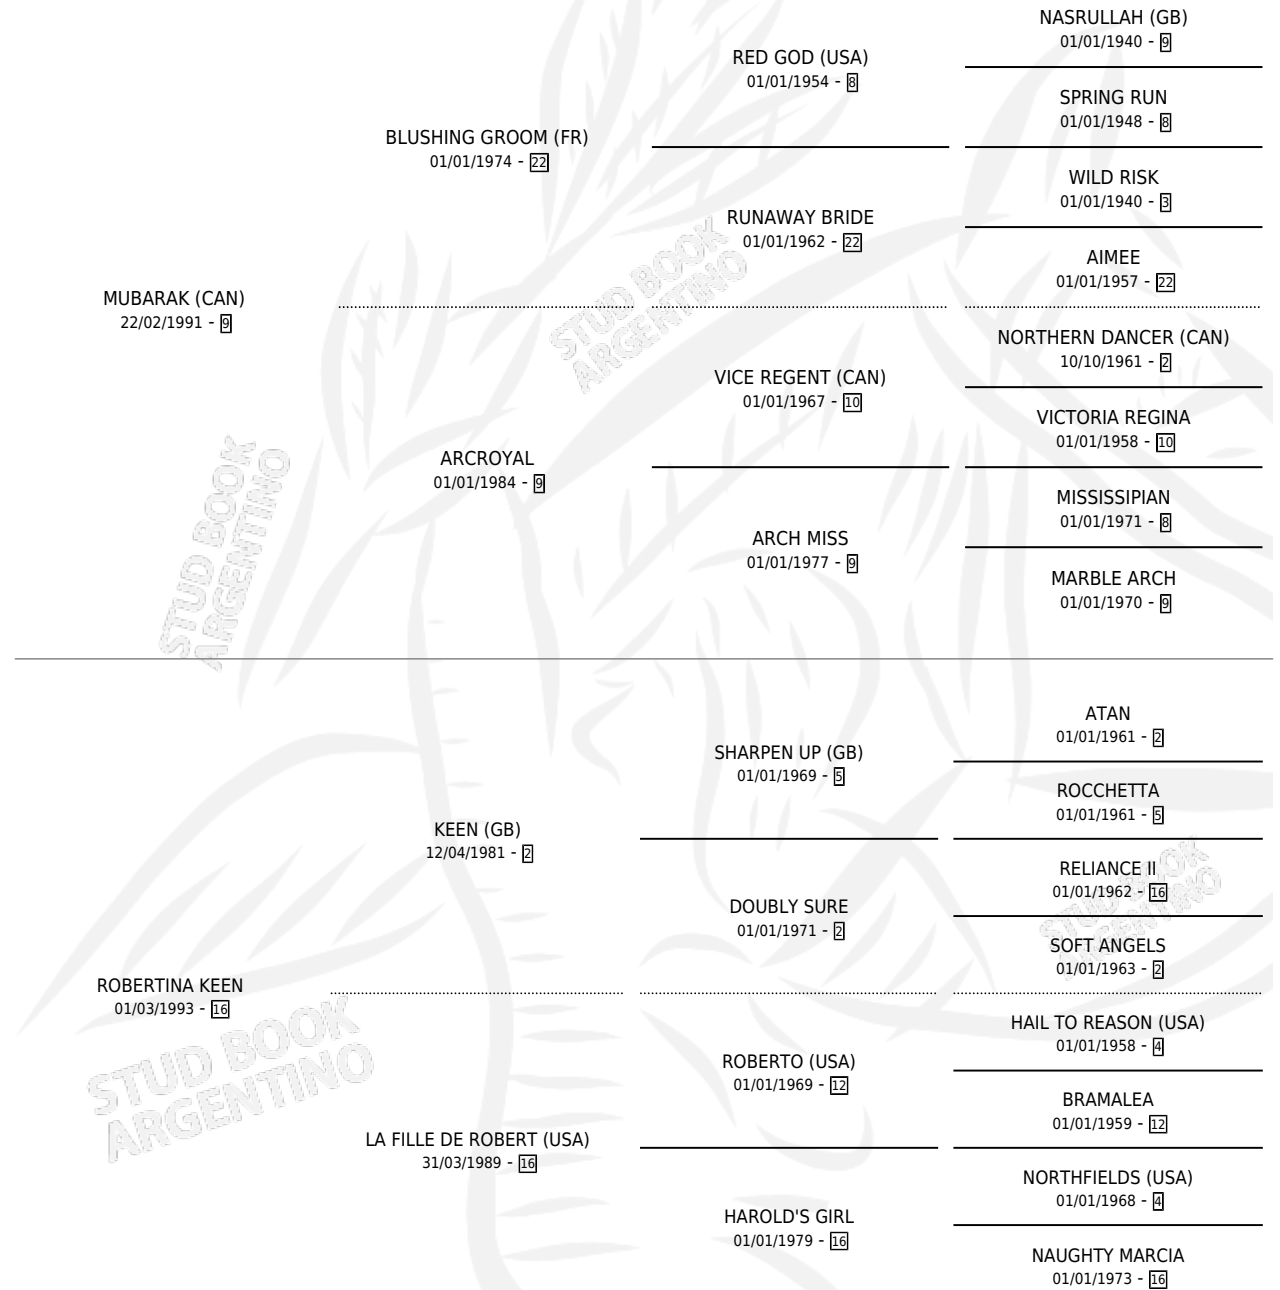 NASRULLAH (GB)
01/01/1940 - 9
RED GOD (USA)
01/01/1954 - 8
SPRING RUN
01/01/1948 - 8
BLUSHING GROOM (FR)
01/01/1974 - 22
WILD RISK
01/01/1940 - 3
RUNAWAY BRIDE
01/01/1962 - 22
AIMEE
01/01/1957 - 22
MUBARAK (CAN)
22/02/1991 - 9
NORTHERN DANCER (CAN)
10/10/1961 - 2
VICE REGENT (CAN)
01/01/1967 - 10
VICTORIA REGINA
01/01/1958 - 10
ARCROYAL
01/01/1984 - 9
MISSISSIPIAN
01/01/1971 - 8
ARCH MISS
01/01/1977 - 9
MARBLE ARCH
01/01/1970 - 9
ATAN
01/01/1961 - 2
SHARPEN UP (GB)
01/01/1969 - 5
ROCCHETTA
01/01/1961 - 5
KEEN (GB)
12/04/1981 - 2
RELIANCE II
01/01/1962 - 16
DOUBLY SURE
01/01/1971 - 2
SOFT ANGELS
01/01/1963 - 2
ROBERTINA KEEN
01/03/1993 - 16
HAIL TO REASON (USA)
01/01/1958 - 4
ROBERTO (USA)
01/01/1969 - 12
BRAMALEA
01/01/1959 - 12
LA FILLE DE ROBERT (USA)
31/03/1989 - 16
NORTHFIELDS (USA)
01/01/1968 - 4
HAROLD'S GIRL
01/01/1979 - 16
NAUGHTY MARCIA
01/01/1973 - 16
STUD BOOK
ARGENTINO
STUD BOOK
ARGENTINO
STUD BOOK
ARGENTINO
STUD BOOK
ARGENTINO